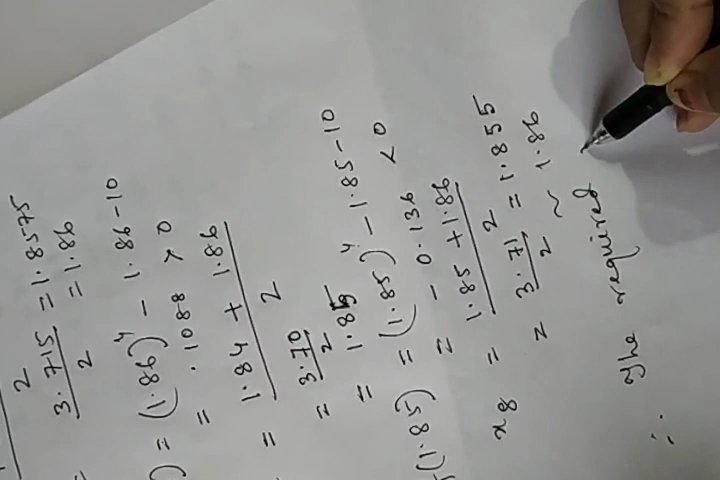 2
3.715 / 2 = 1.8575
= 1.86
) = (1.86)^4 - 1.86-10
= .1088 > 0
= 1.84 + 1.86 / 2
= 3.70 / 2
= 1.85
f(1.85) = (1.85)^4 - 1.85-10
= -0.136 < 0
x8 = 1.85 + 1.86 / 2
= 3.71 / 2 = 1.855
~ 1.86
∴ The required